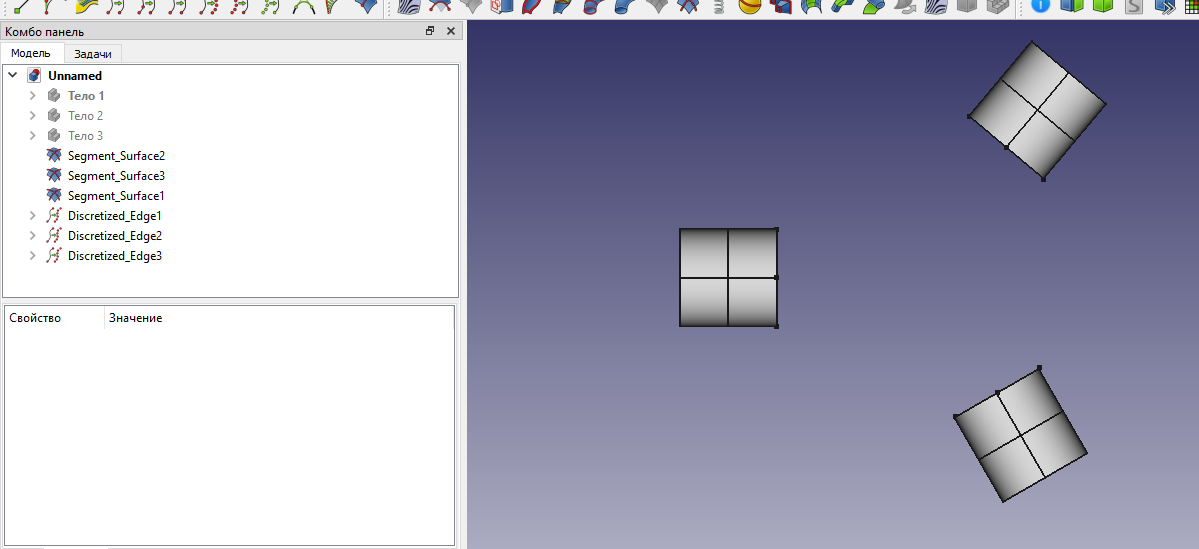 Комбо панель
Модель Задачи
Unnamed
Тело 1
Тело 2
Тело 3
Segment_Surface2
Segment_Surface3
Segment_Surface1
Discretized_Edge1
Discretized_Edge2
Discretized_Edge3
Свойство Значение